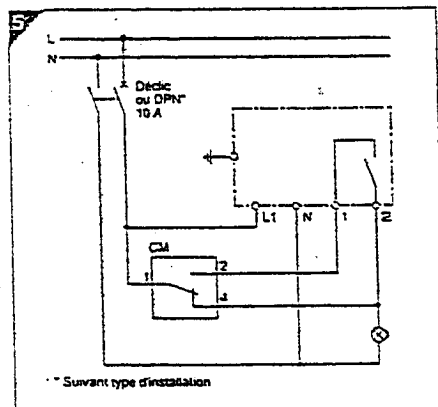 5
L
N
Déclic
ou DPN*
10 A
L1 N 1 2
CM
1
2
4
* Suivant type d'installation